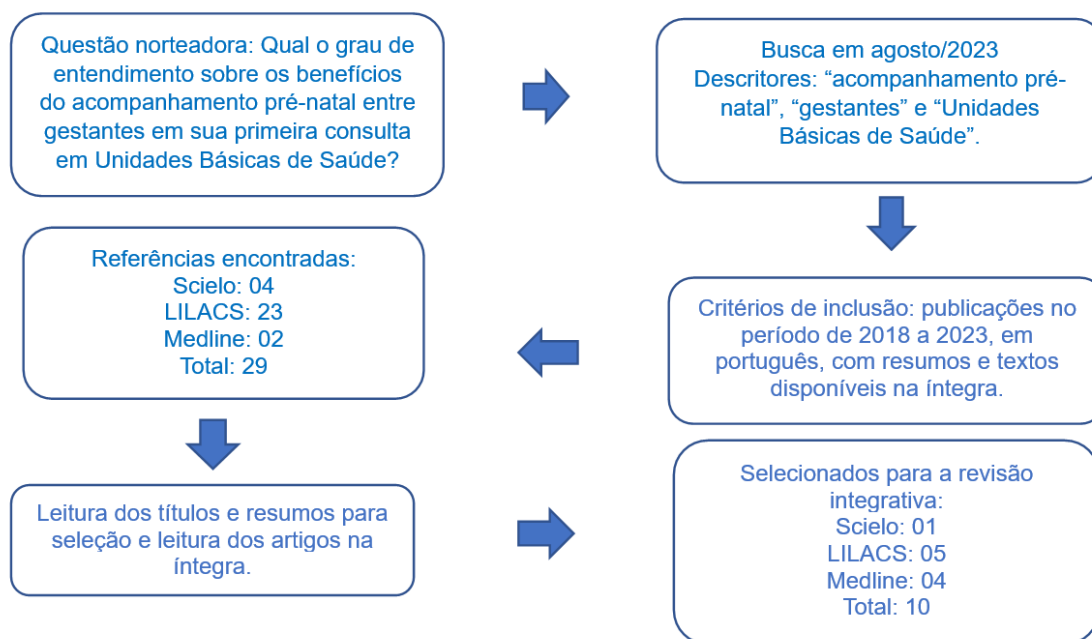 Questão norteadora: Qual o grau de
entendimento sobre os benefícios
do acompanhamento pré-natal entre
gestantes em sua primeira consulta
em Unidades Básicas de Saúde?
Busca em agosto/2023
Descritores: “acompanhamento pré-
natal”, “gestantes” e “Unidades
Básicas de Saúde”.
Critérios de inclusão: publicações no
período de 2018 a 2023, em
português, com resumos e textos
disponíveis na íntegra.
Referências encontradas:
Scielo: 04
LILACS: 23
Medline: 02
Total: 29
Leitura dos títulos e resumos para
seleção e leitura dos artigos na
íntegra.
Selecionados para a revisão
integrativa:
Scielo: 01
LILACS: 05
Medline: 04
Total: 10